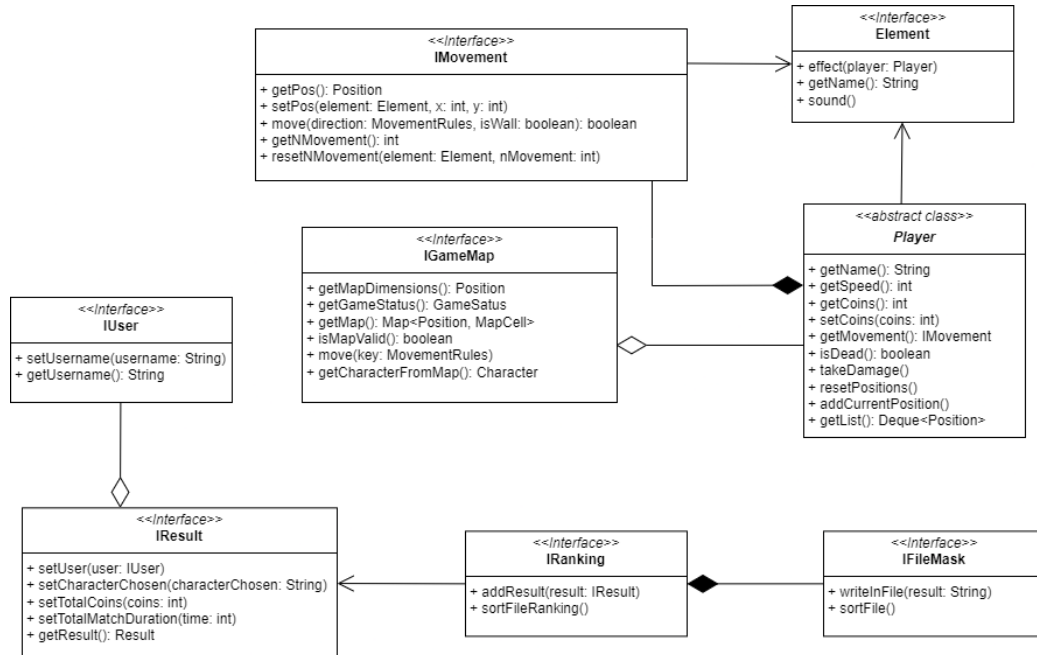 <<Interface>>
IMovement
+ getPos(): Position
+ setPos(element: Element, x: int, y: int)
+ move(direction: MovementRules, isWall: boolean): boolean
+ getNMovement(): int
+ resetNMovement(element: Element, nMovement: int)
<<Interface>>
Element
+ effect(player: Player)
+ getName(): String
+ sound()
<<Interface>>
IGameMap
+ getMapDimensions(): Position
+ getGameStatus(): GameSatus
+ getMap(): Map<Position, MapCell>
+ isMapValid(): boolean
+ move(key: MovementRules)
+ getCharacterFromMap(): Character
<<abstract class>>
Player
+ getName(): String
+ getSpeed(): int
+ getCoins(): int
+ setCoins(coins: int)
+ getMovement(): IMovement
+ isDead(): boolean
+ takeDamage()
+ resetPositions()
+ addCurrentPosition()
+ getList(): Deque<Position>
<<Interface>>
IUser
+ setUsername(username: String)
+ getUsername(): String
<<Interface>>
IResult
+ setUser(user: IUser)
+ setCharacterChosen(characterChosen: String)
+ setTotalCoins(coins: int)
+ setTotalMatchDuration(time: int)
+ getResult(): Result
<<Interface>>
IRanking
+ addResult(result: IResult)
+ sortFileRanking()
<<Interface>>
IFileMask
+ writeInFile(result: String)
+ sortFile()